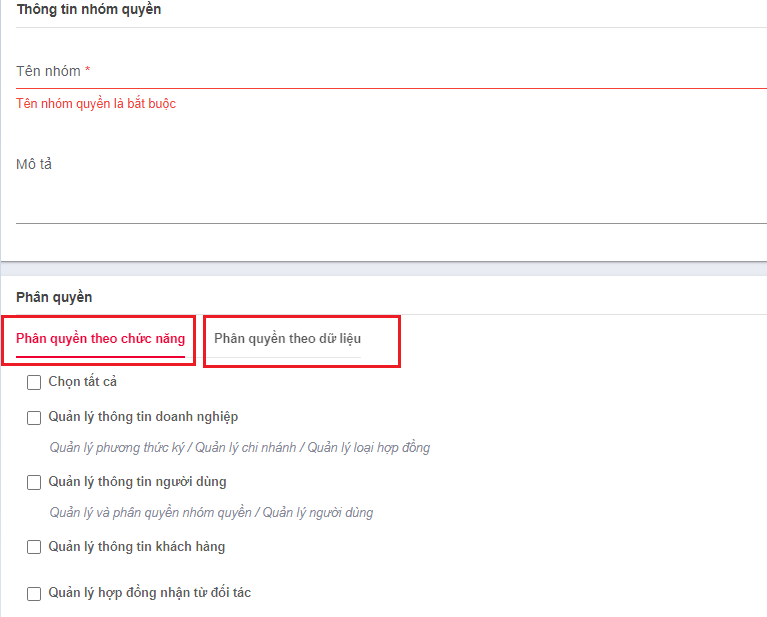 Thông tin nhóm quyền
Tên nhóm *
Tên nhóm quyền là bắt buộc
Mô tả
Phân quyền
Phân quyền theo chức năng
Phân quyền theo dữ liệu
Chọn tất cả
Quản lý thông tin doanh nghiệp
Quản lý phương thức ký / Quản lý chi nhánh / Quản lý loại hợp đồng
Quản lý thông tin người dùng
Quản lý và phân quyền nhóm quyền / Quản lý người dùng
Quản lý thông tin khách hàng
Quản lý hợp đồng nhận từ đối tác